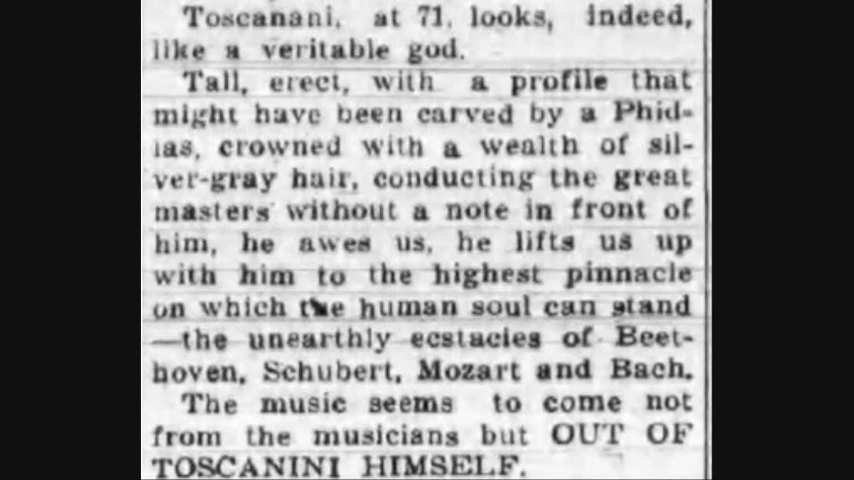 Toscanani, at 71, looks, indeed,
like a veritable god.
Tall, erect, with a profile that
might have been carved by a Phid-
ias, crowned with a wealth of sil-
ver-gray hair, conducting the great
masters without a note in front of
him, he awes us, he lifts us up
with him to the highest pinnacle
on which the human soul can stand
—the unearthly ecstacies of Beet-
hoven, Schubert, Mozart and Bach.
The music seems to come not
from the musicians but OUT OF
TOSCANINI HIMSELF.